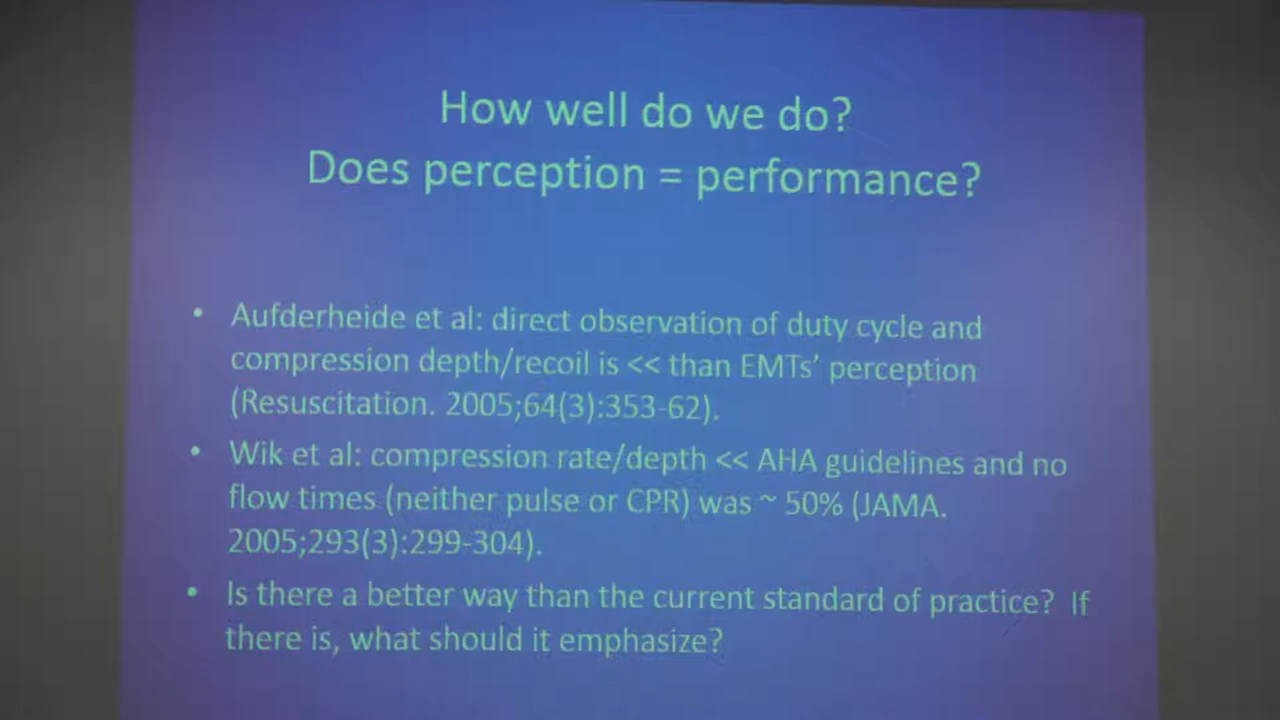 How well do we do?
Does perception = performance?
• Aufderheide et al: direct observation of duty cycle and
compression depth/recoil is << than EMTs' perception
(Resuscitation. 2005;64(3):353-62).
• Wik et al: compression rate/depth << AHA guidelines and no
flow times (neither pulse or CPR) was ~ 50% (JAMA.
2005;293(3):299-304).
• Is there a better way than the current standard of practice? If
there is, what should it emphasize?